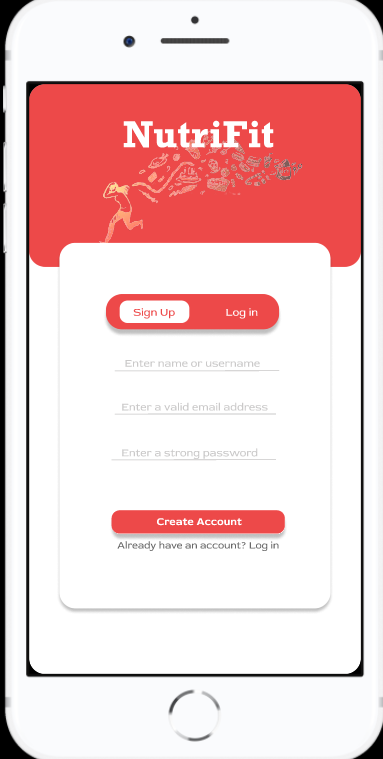 NutriFit
Sign Up Log in
Enter name or username
Enter a valid email address
Enter a strong password
Create Account
Already have an account? Log in